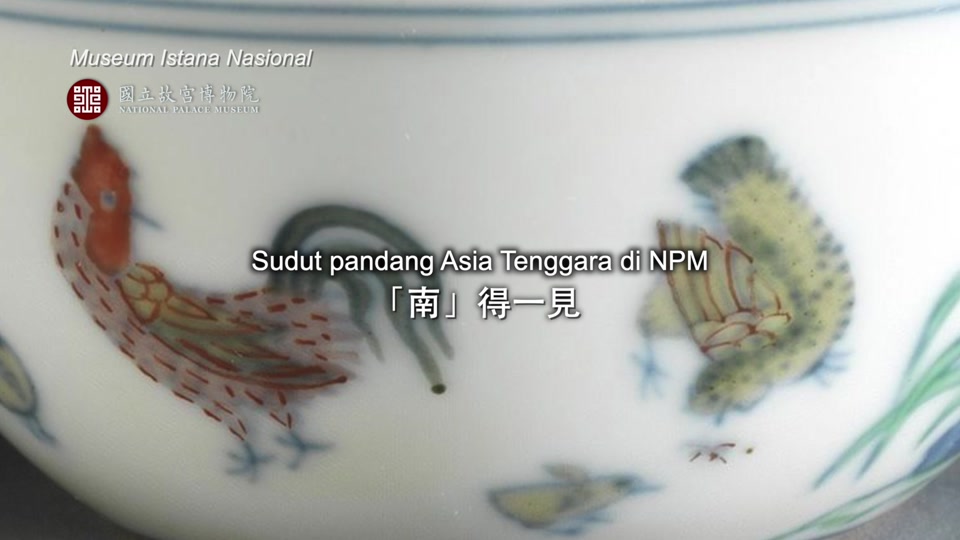 Museum Istana Nasional
國立故宮博物院
NATIONAL PALACE MUSEUM
Sudut pandang Asia Tenggara di NPM
「南」得一見